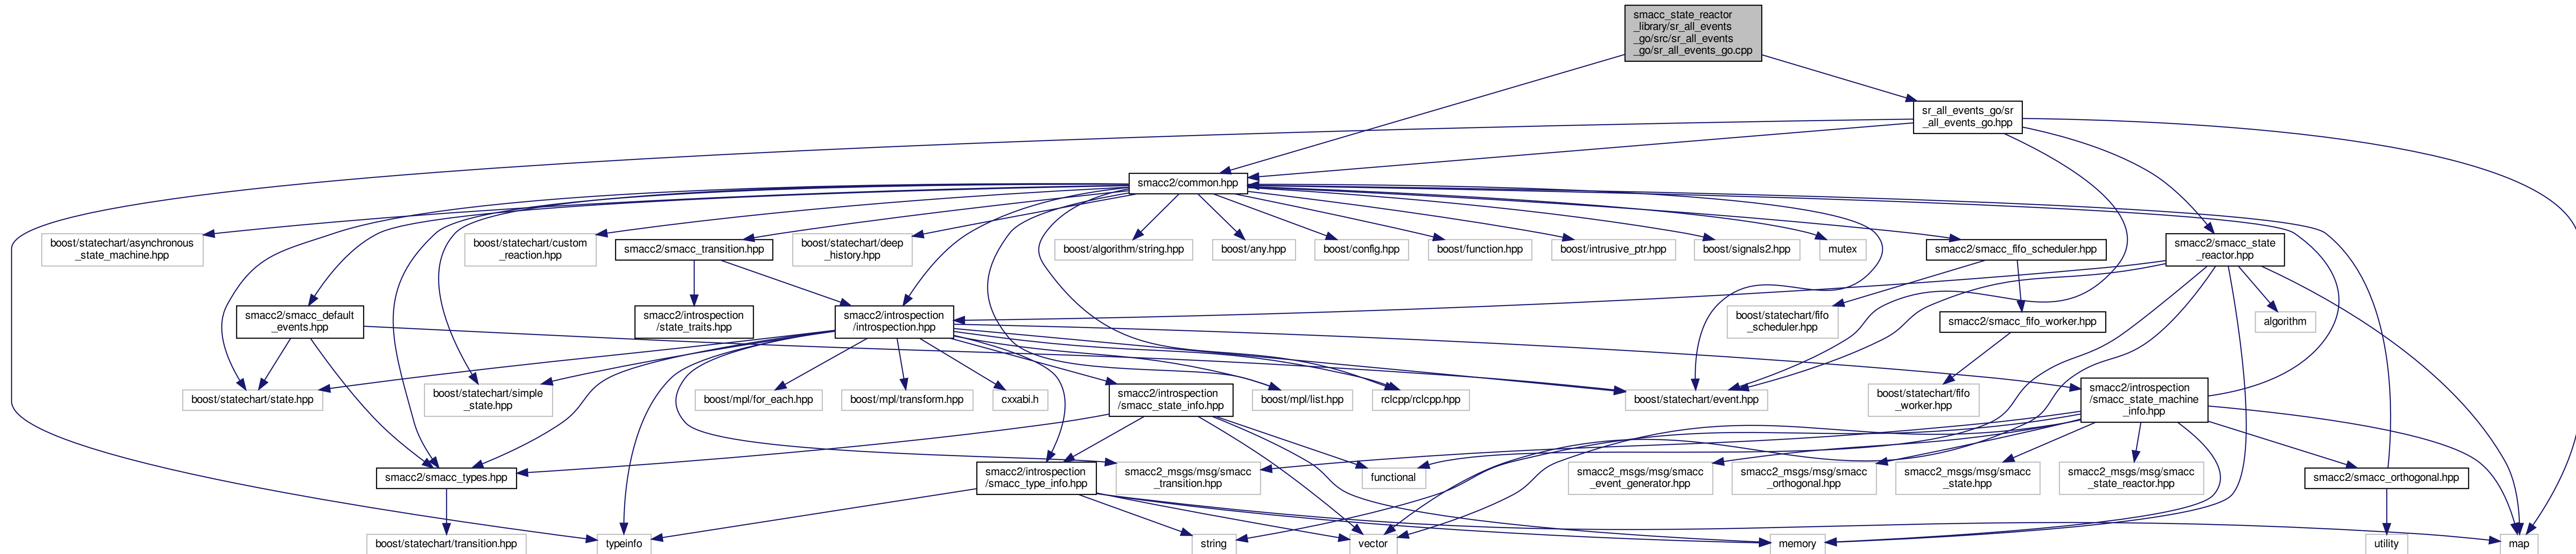 smacc_state_reactor
_library/sr_all_events
_go/src/sr_all_events
_go/sr_all_events_go.cpp
sr_all_events_go/sr
_all_events_go.hpp
smacc2/common.hpp
boost/statechart/asynchronous
_state_machine.hpp
boost/statechart/custom
_reaction.hpp
smacc2/smacc_transition.hpp
boost/statechart/deep
_history.hpp
boost/algorithm/string.hpp
boost/any.hpp
boost/config.hpp
boost/function.hpp
boost/intrusive_ptr.hpp
boost/signals2.hpp
mutex
smacc2/smacc_fifo_scheduler.hpp
smacc2/smacc_state
_reactor.hpp
smacc2/smacc_default
_events.hpp
smacc2/introspection
/state_traits.hpp
smacc2/introspection
/introspection.hpp
boost/statechart/fifo
_scheduler.hpp
smacc2/smacc_fifo_worker.hpp
algorithm
boost/statechart/state.hpp
boost/statechart/simple
_state.hpp
boost/mpl/for_each.hpp
boost/mpl/transform.hpp
cxxabi.h
smacc2/introspection
/smacc_state_info.hpp
boost/mpl/list.hpp
rclcpp/rclcpp.hpp
boost/statechart/event.hpp
boost/statechart/fifo
_worker.hpp
smacc2/introspection
/smacc_state_machine
_info.hpp
smacc2/smacc_types.hpp
smacc2/introspection
/smacc_type_info.hpp
smacc2_msgs/msg/smacc
_transition.hpp
functional
smacc2_msgs/msg/smacc
_event_generator.hpp
smacc2_msgs/msg/smacc
_orthogonal.hpp
smacc2_msgs/msg/smacc
_state.hpp
smacc2_msgs/msg/smacc
_state_reactor.hpp
smacc2/smacc_orthogonal.hpp
boost/statechart/transition.hpp
typeinfo
string
vector
memory
utility
map